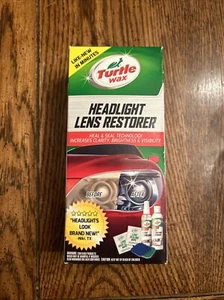 LIKE-NEW
IN MINUTES
Turtle
wax
HEADLIGHT
LENS RESTORER
HEAL & SEAL TECHNOLOGY
INCREASES CLARITY, BRIGHTNESS & VISIBILITY
BEFORE
AFTER
"HEADLIGHTS
LOOK
BRAND NEW!"